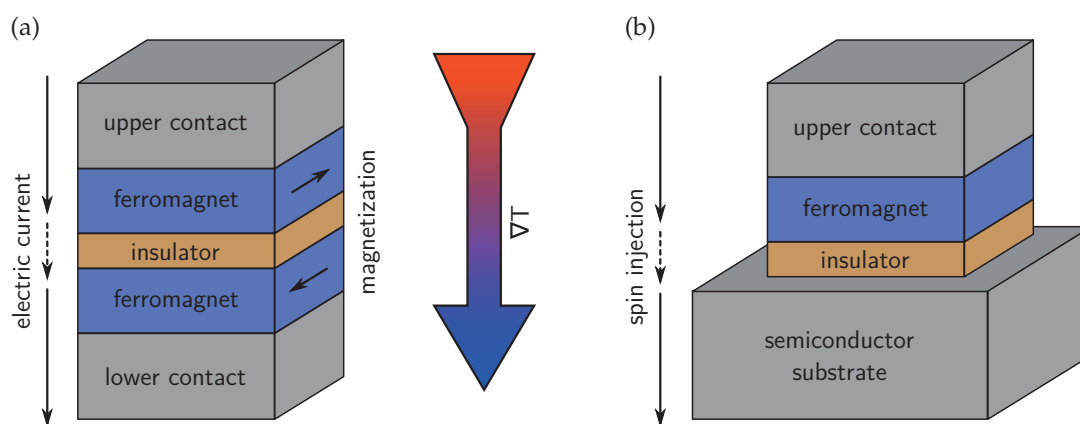 (a)
electric current
upper contact
ferromagnet
insulator
ferromagnet
lower contact
magnetization
∇T
(b)
spin injection
upper contact
ferromagnet
insulator
semiconductor
substrate